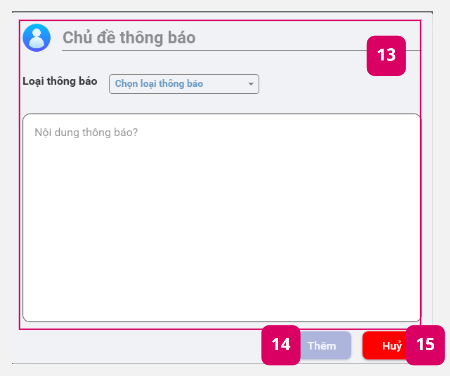 Chủ đề thông báo
13
Loại thông báo Chọn loại thông báo
Nội dung thông báo?
14 Thêm Huỷ 15